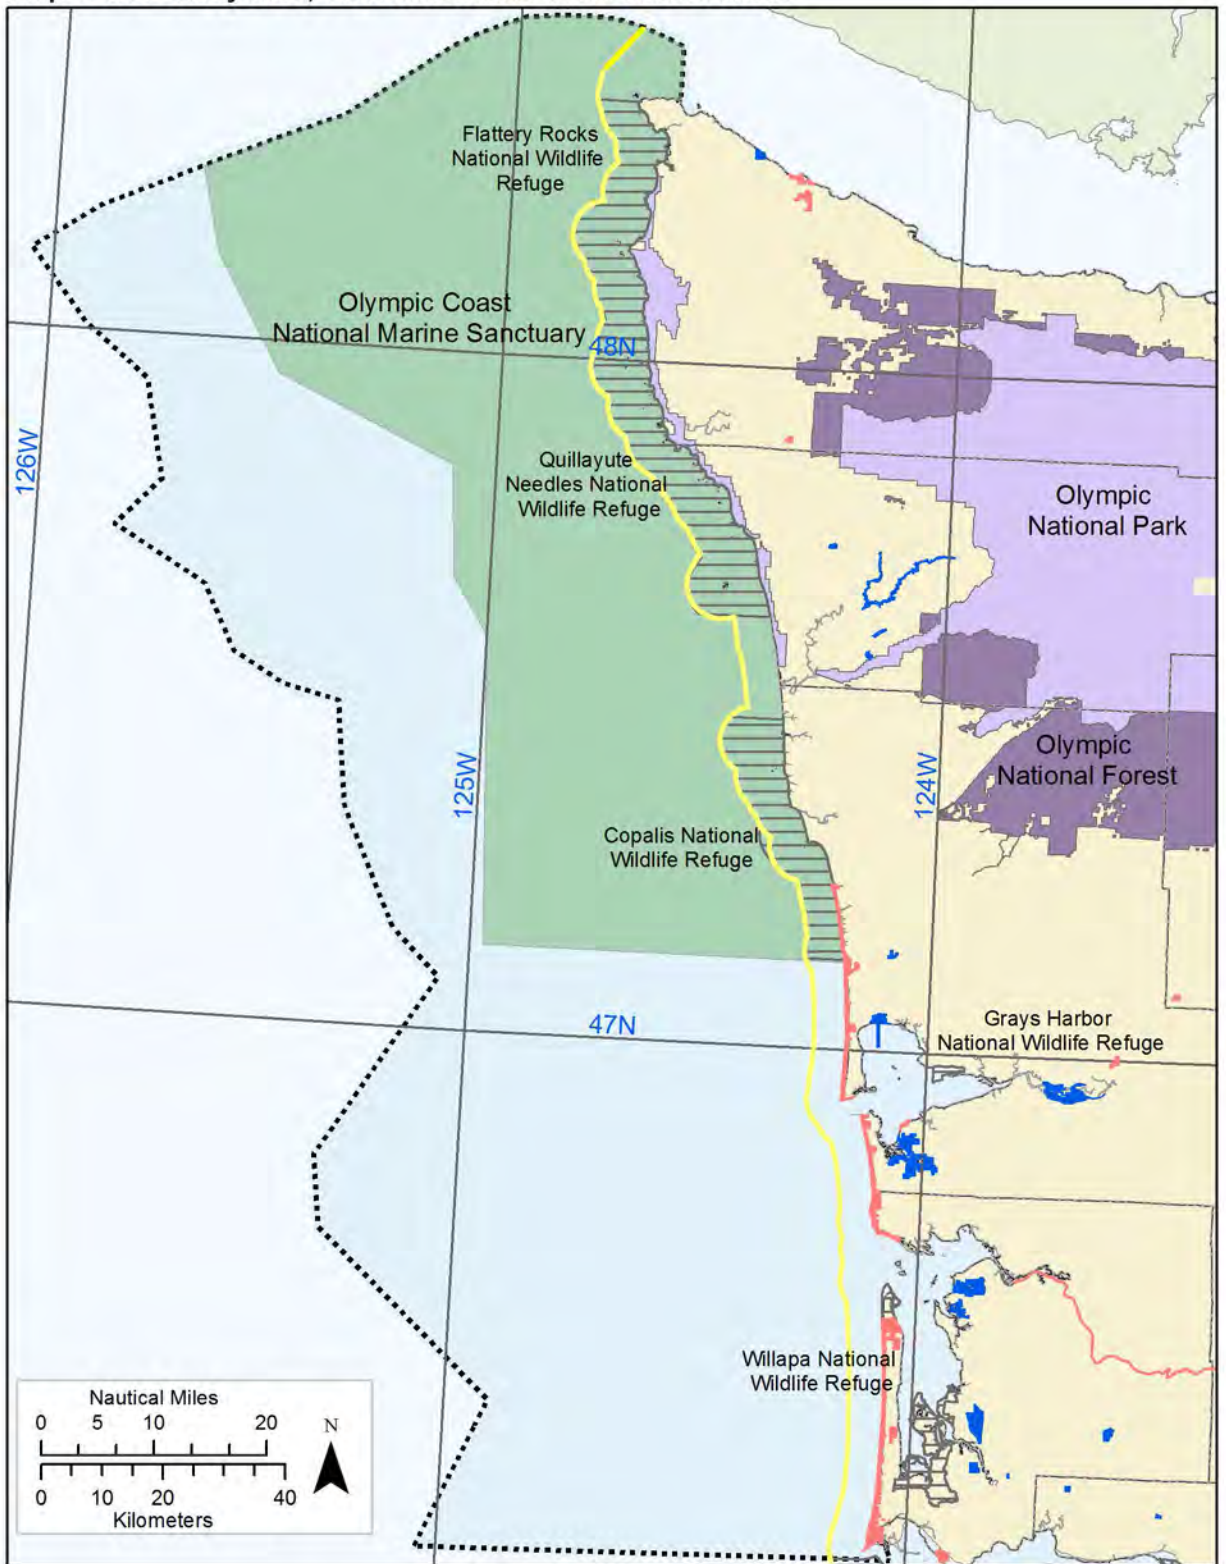 Flattery Rocks
National Wildlife
Refuge
Olympic Coast
National Marine Sanctuary
48N
126W
Quillayute
Needles National
Wildlife Refuge
Olympic
National Park
125W
Olympic
National Forest
124W
Copalis National
Wildlife Refuge
47N
Grays Harbor
National Wildlife Refuge
Willapa National
Wildlife Refuge
Nautical Miles
0 5 10 20
N
0 10 20 40
Kilometers